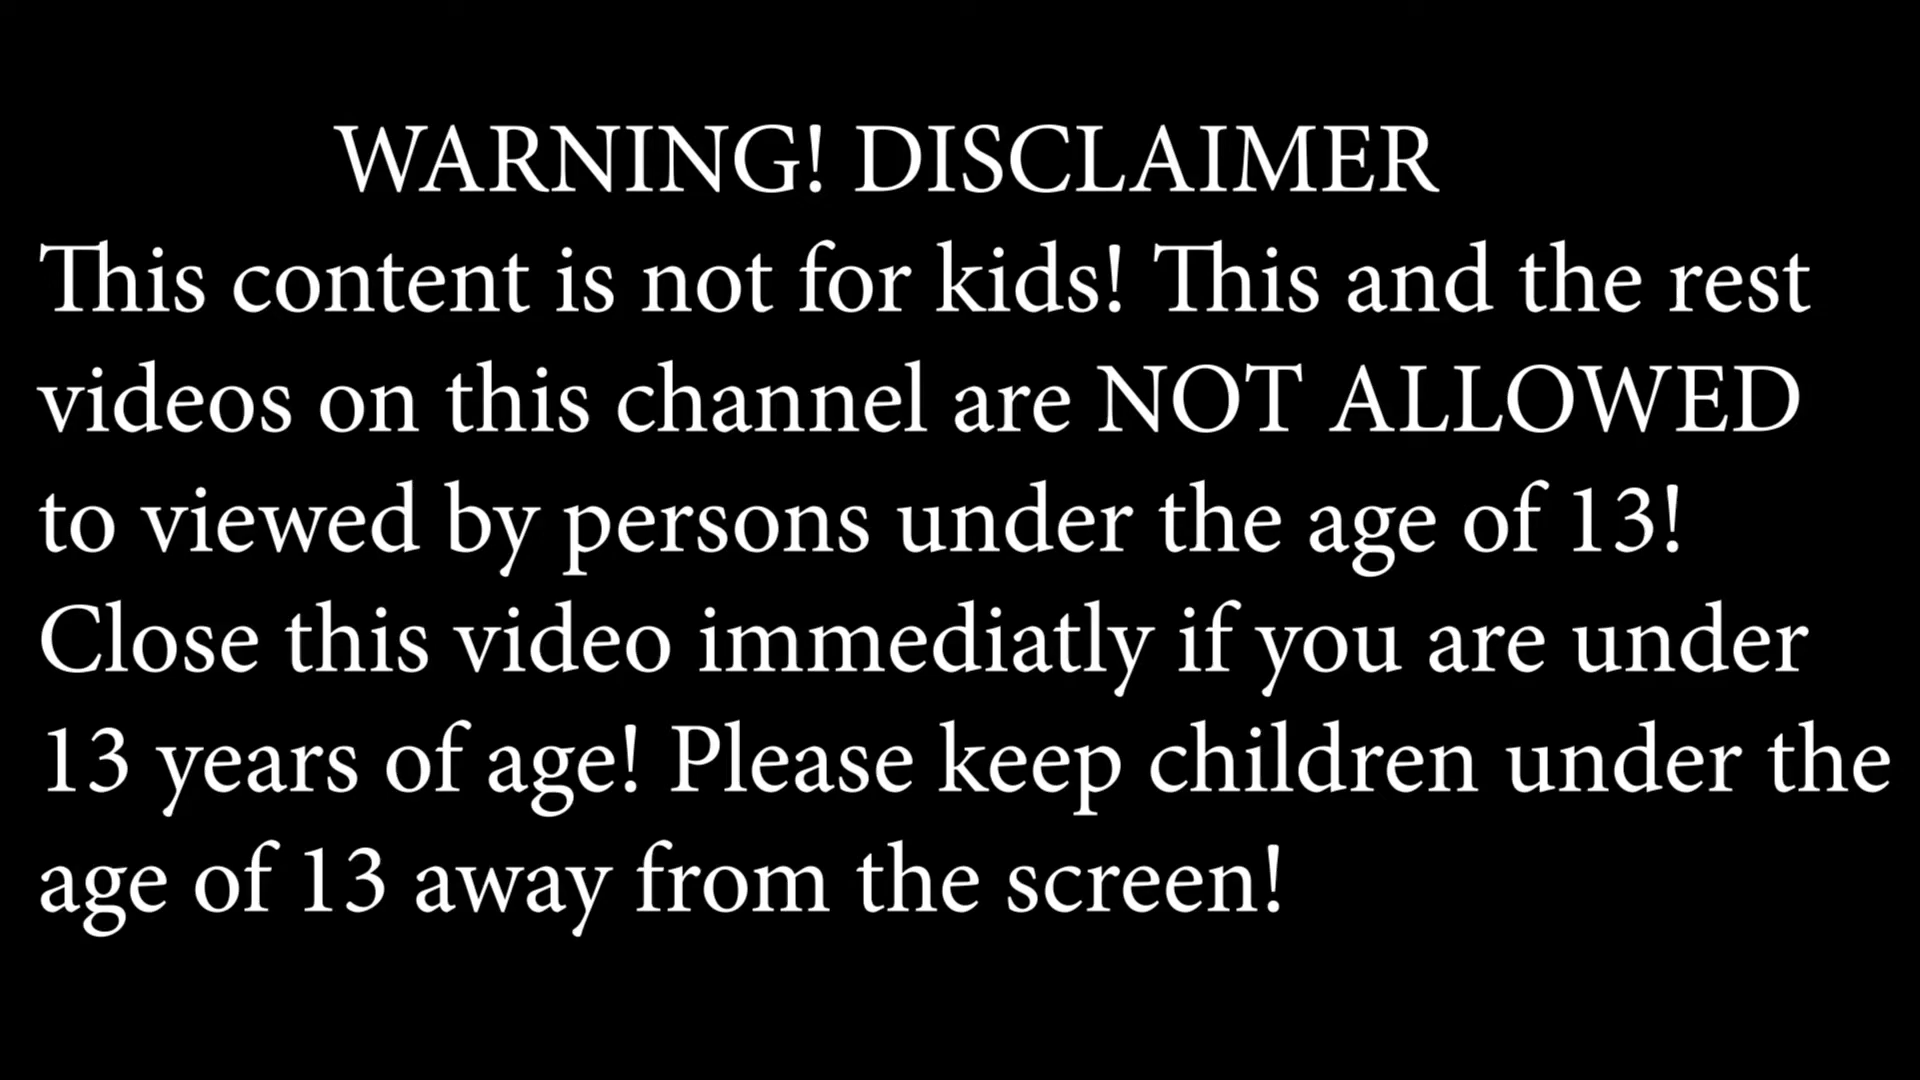 WARNING! DISCLAIMER
This content is not for kids! This and the rest
videos on this channel are NOT ALLOWED
to viewed by persons under the age of 13!
Close this video immediatly if you are under
13 years of age! Please keep children under the
age of 13 away from the screen!